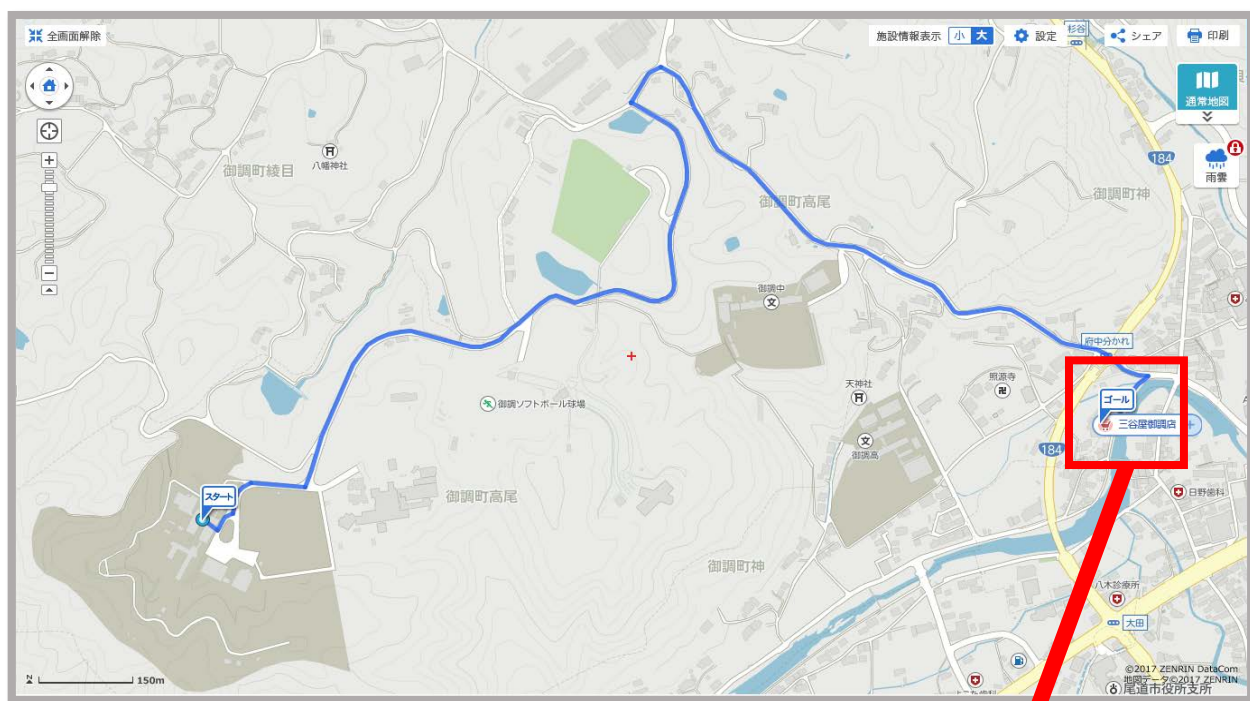 全画面解除
施設情報表示 小 大
設定
杉谷
シェア
印刷
通常地図
雨雲
184
八幡神社
御調町綾目
御調町高尾
御調町神
御調中
文
府中分かれ
照源寺
天神社
文
御調高
御調ソフトボール球場
ゴール
三谷屋御調店
184
日野歯科
スタート
御調町高尾
御調町神
八木診療所
大田
150m
©2017 ZENRIN DataCom
地図データ©2017 ZENRIN
尾道市役所支所